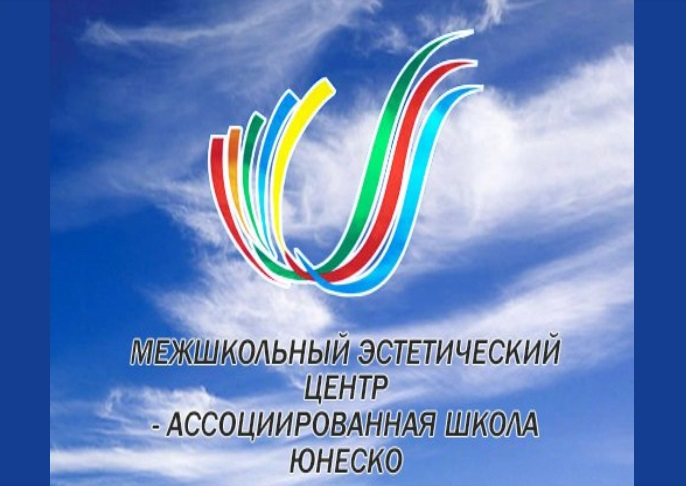 МЕЖШКОЛЬНЫЙ ЭСТЕТИЧЕСКИЙ
ЦЕНТР
- АССОЦИИРОВАННАЯ ШКОЛА
ЮНЕСКО